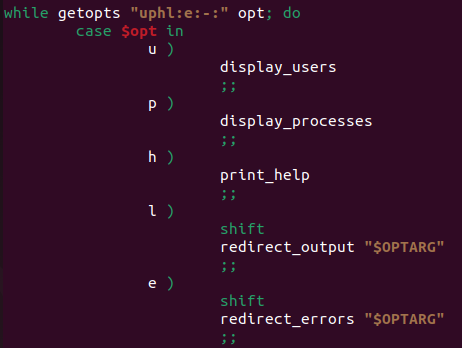 while getopts "uphl:e:-:" opt; do
case $opt in
u )
display_users
;;
p )
display_processes
;;
h )
print_help
;;
l )
shift
redirect_output "$OPTARG"
;;
e )
shift
redirect_errors "$OPTARG"
;;